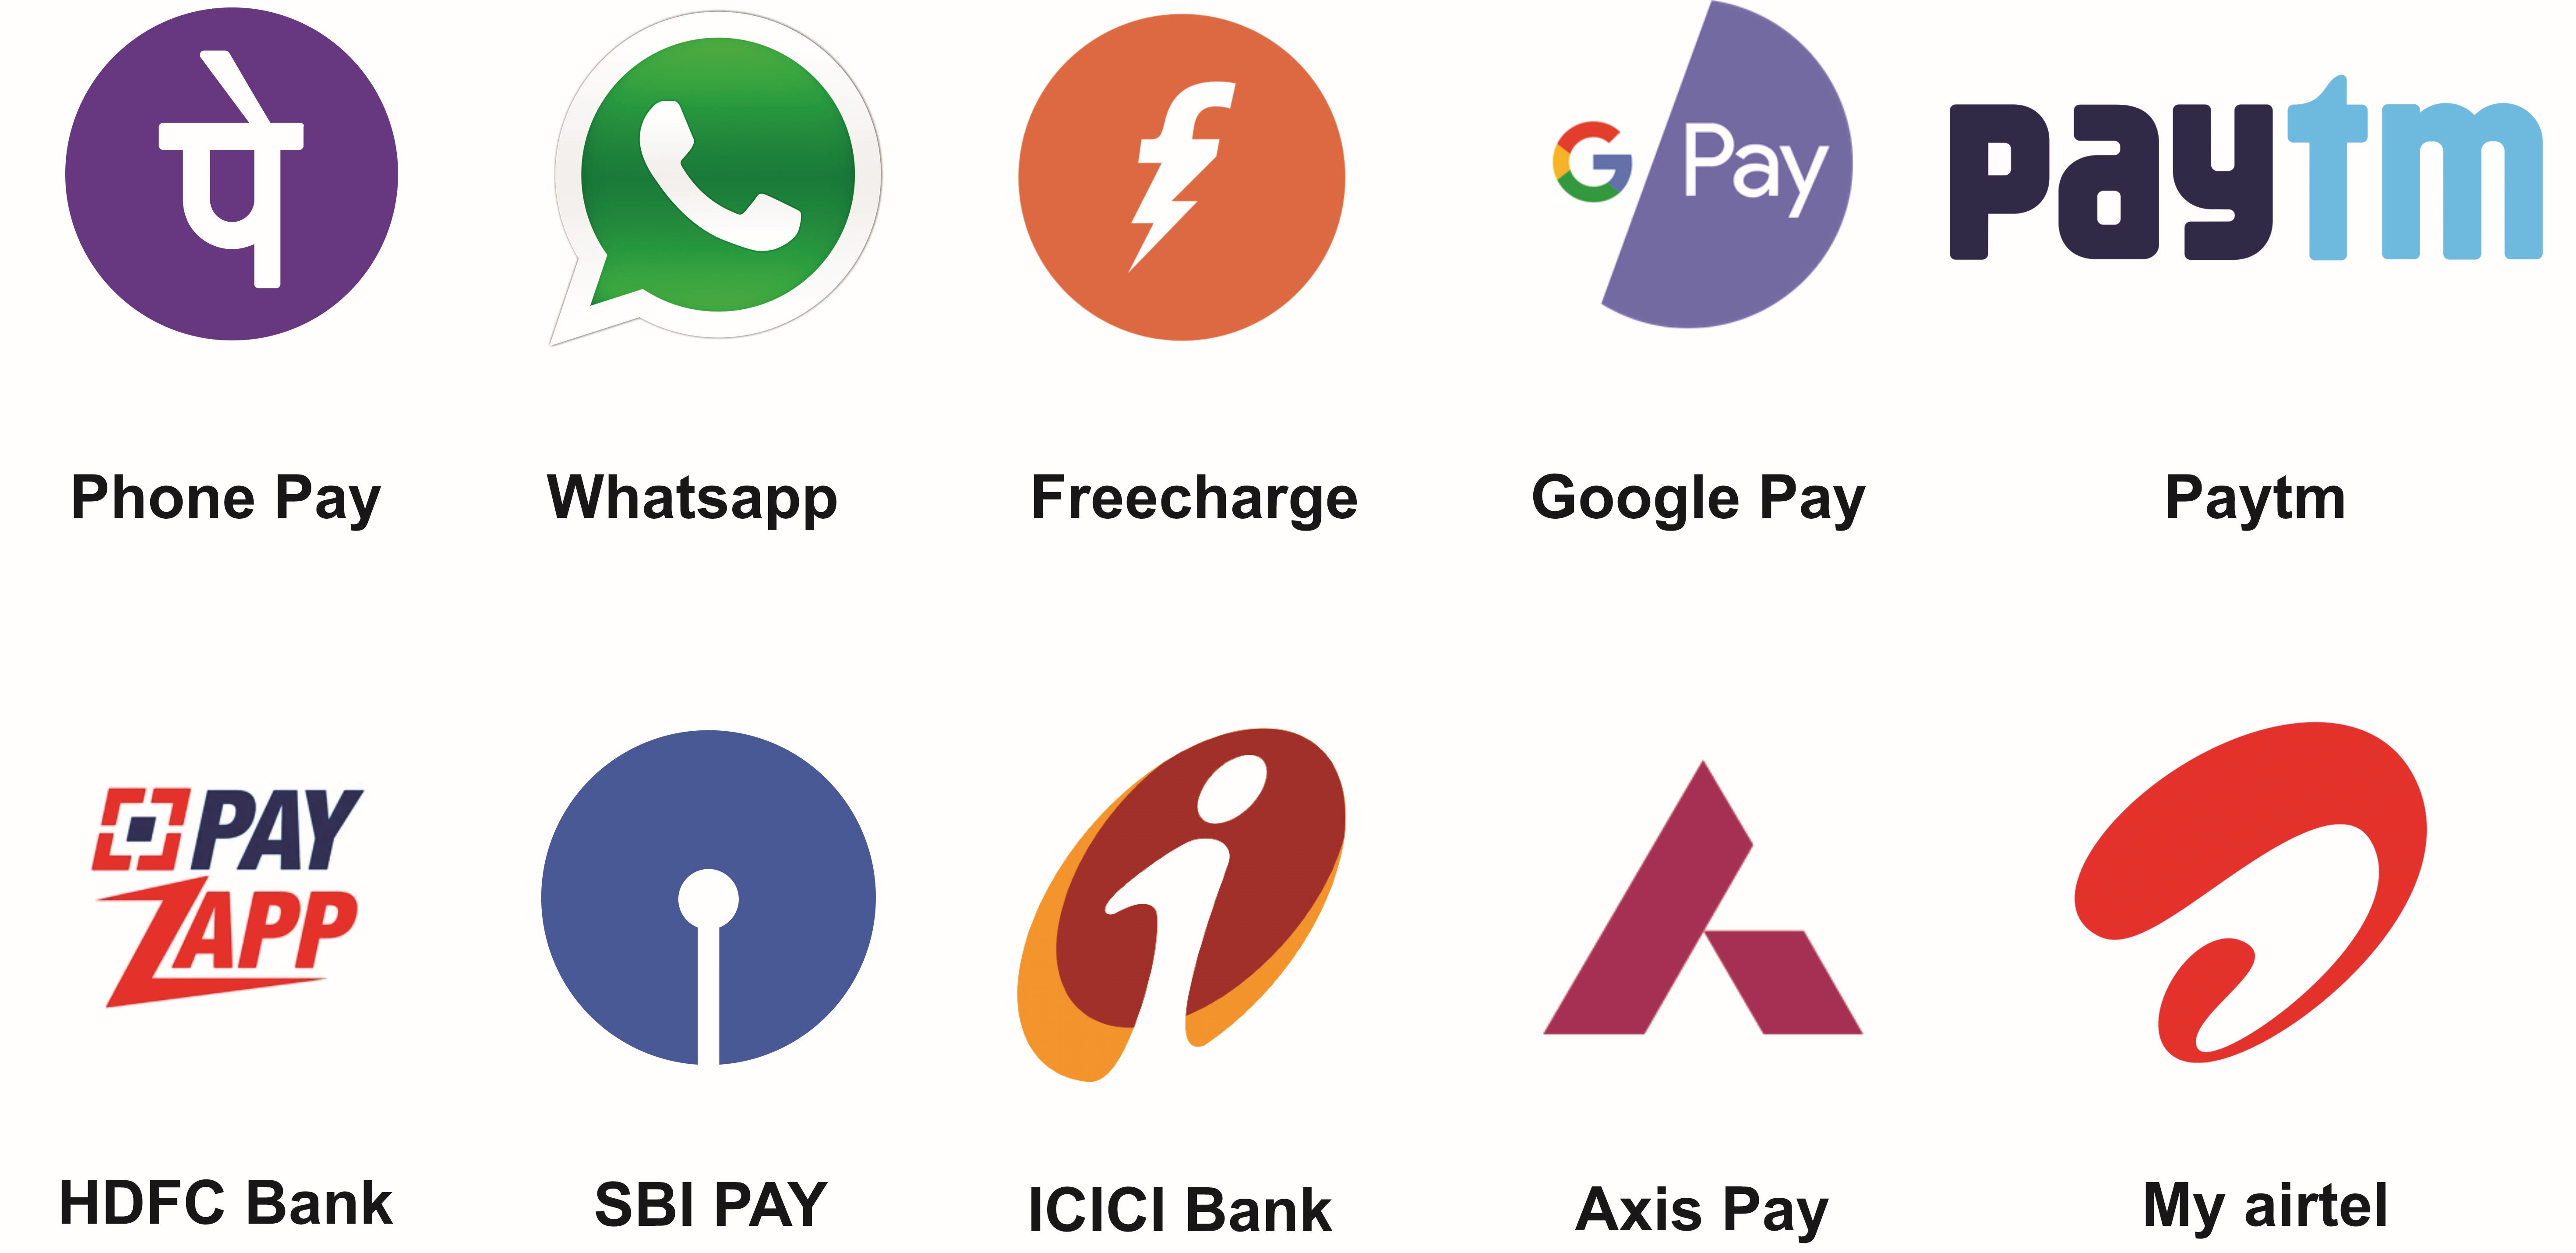 पे
f
G Pay
paytm
Phone Pay
Whatsapp
Freecharge
Google Pay
Paytm
PAY
ZAPP
i
HDFC Bank
SBI PAY
ICICI Bank
Axis Pay
My airtel